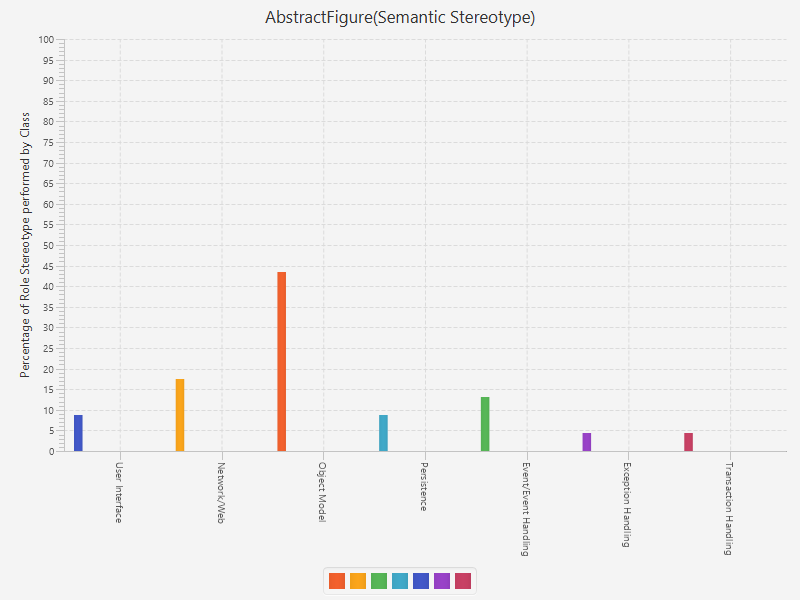 AbstractFigure(Semantic Stereotype)
Percentage of Role Stereotype performed by Class
100
95
90
85
80
75
70
65
60
55
50
45
40
35
30
25
20
15
10
5
0
User Interface
Network/Web
Object Model
Persistence
Event/Event Handling
Exception Handling
Transaction Handling